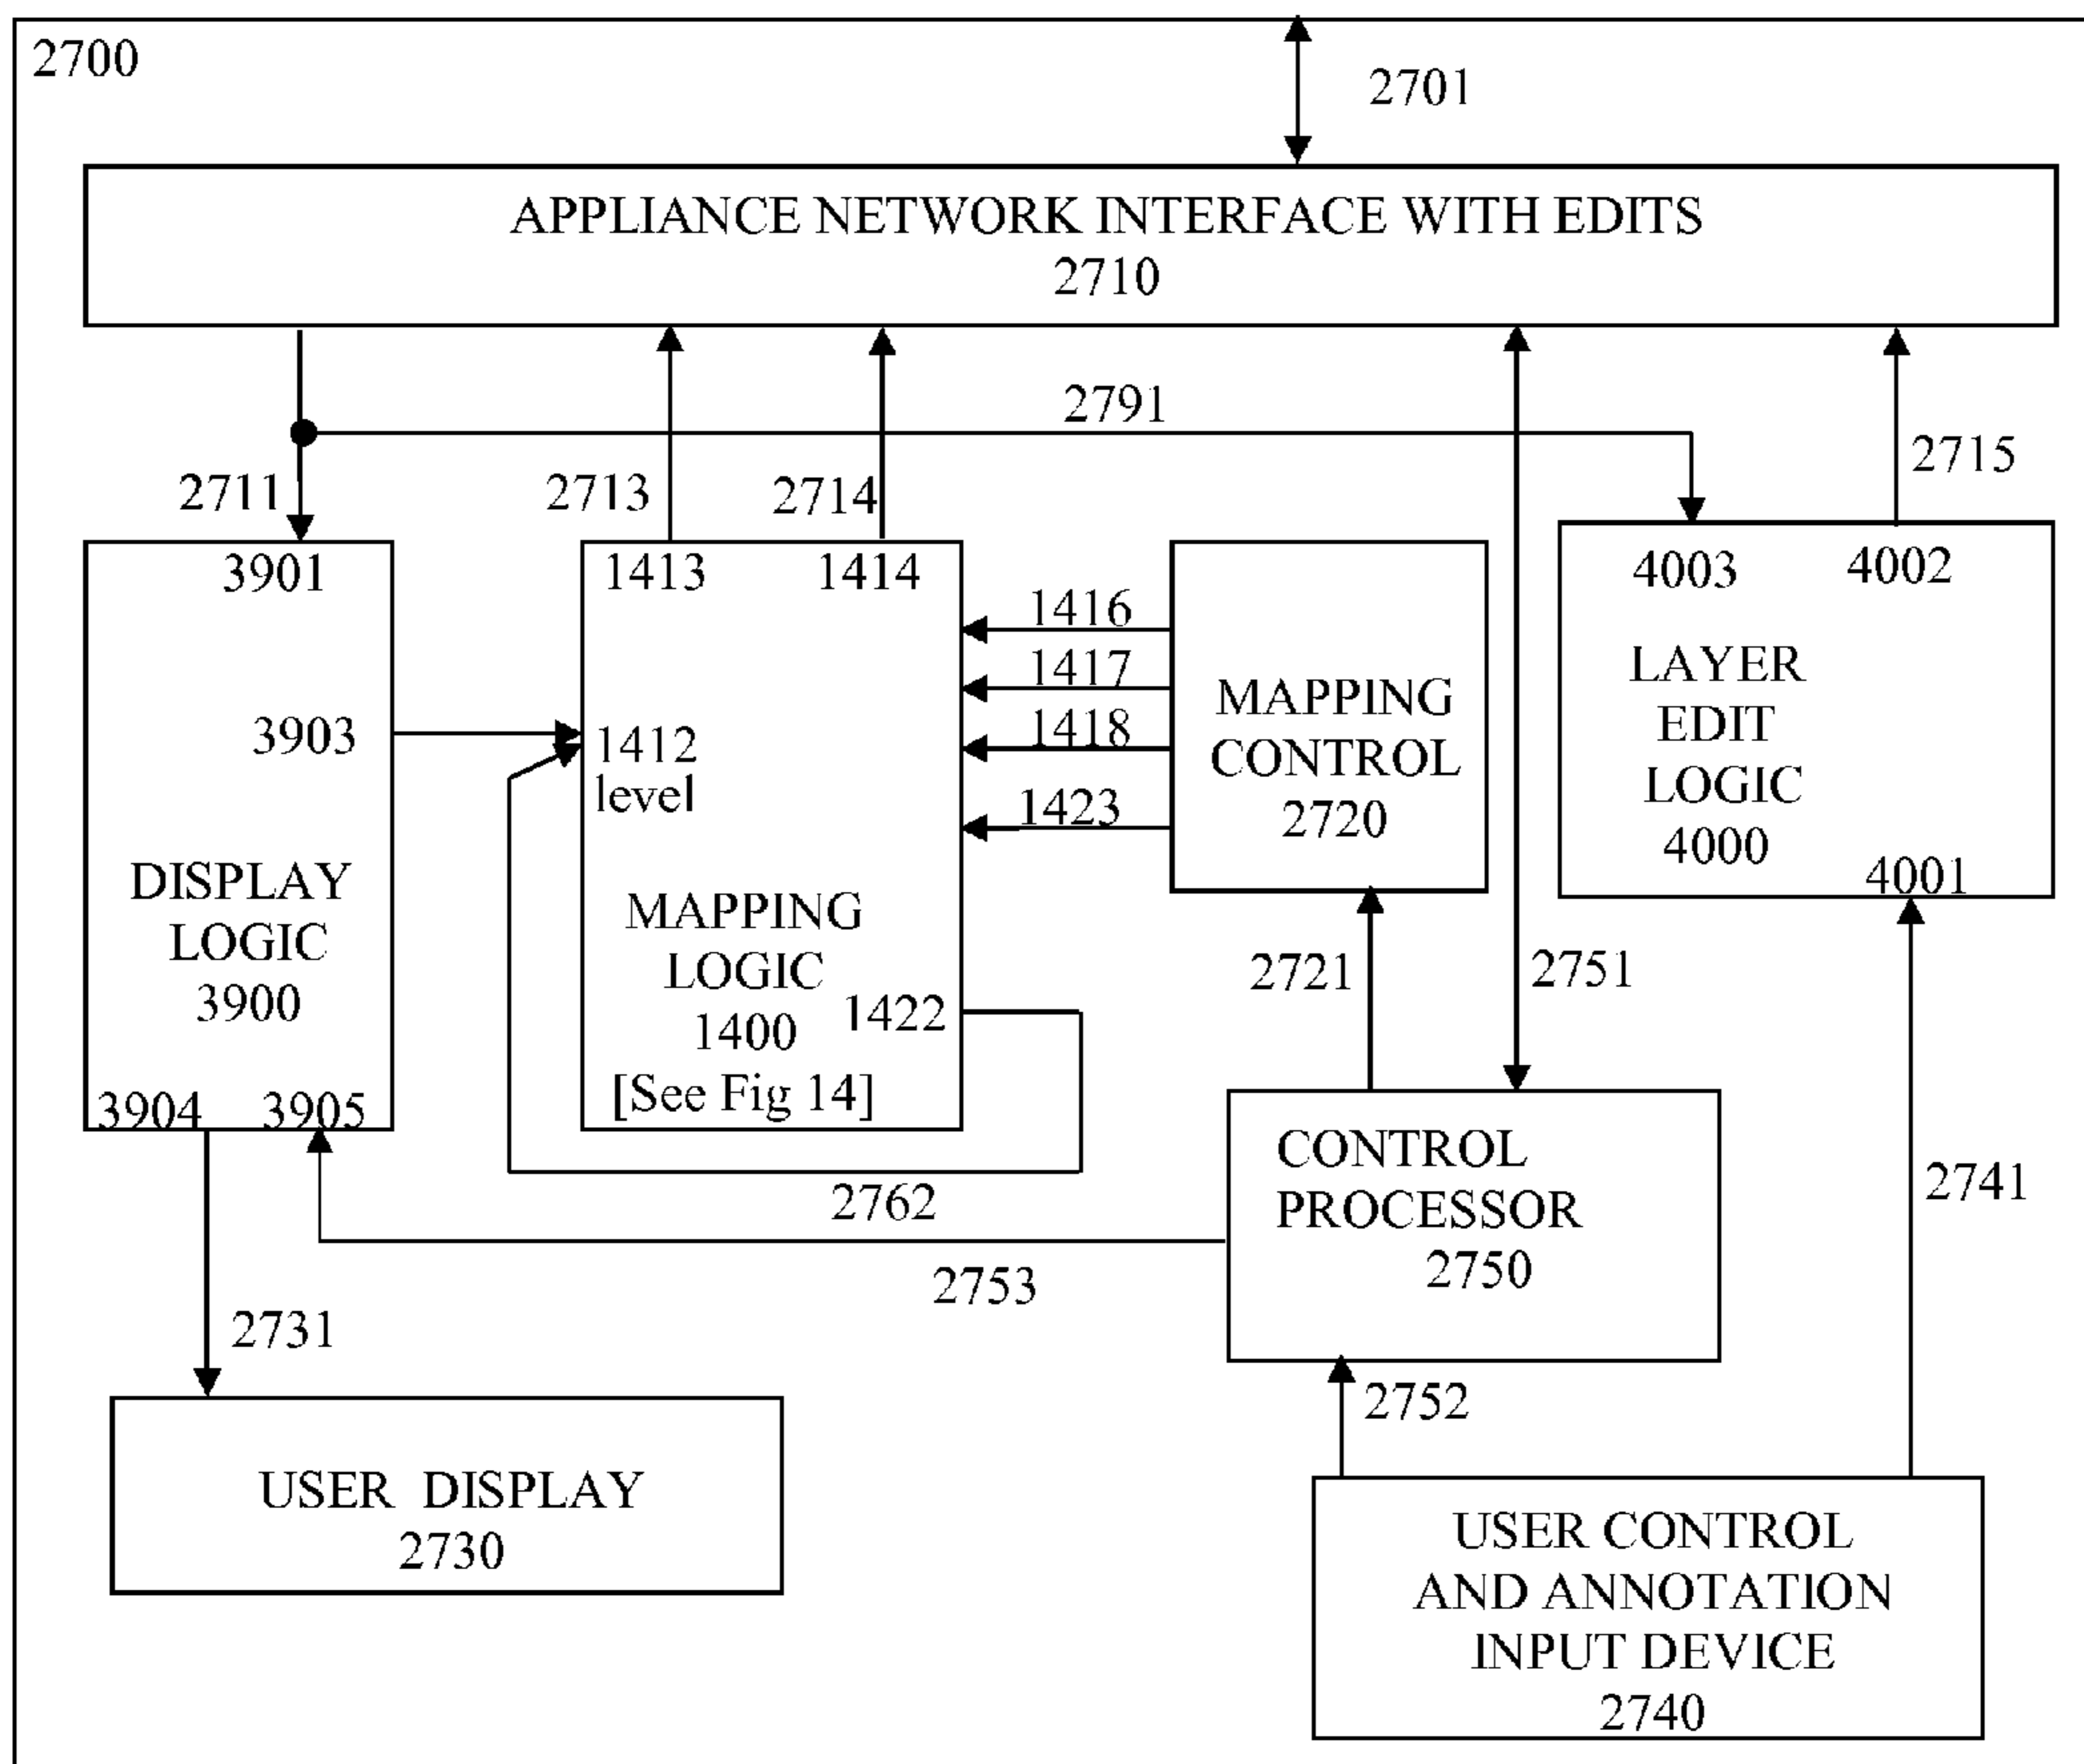 2700
2701
APPLIANCE NETWORK INTERFACE WITH EDITS
2710
2791
2711
2713
2714
2715
3901
1413
1414
4003
4002
1416
1417
1418
1423
3903
1412
level
MAPPING
CONTROL
2720
LAYER
EDIT
LOGIC
4000
4001
DISPLAY
LOGIC
3900
MAPPING
LOGIC
1400
1422
[See Fig 14]
2721
2751
3904
3905
CONTROL
PROCESSOR
2750
2741
2762
2753
2731
2752
USER DISPLAY
2730
USER CONTROL
AND ANNOTATION
INPUT DEVICE
2740